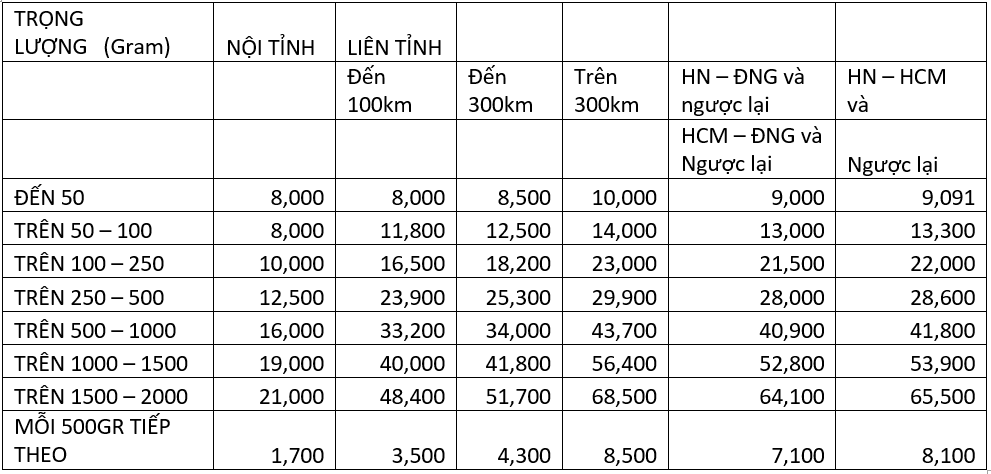 TRỌNG
LƯỢNG (Gram) NỘI TỈNH LIÊN TỈNH
Đến 100km Đến 300km Trên 300km HN – ĐNG và ngược lại HN – HCM và
HCM – ĐNG và Ngược lại Ngược lại
ĐẾN 50 8,000 8,000 8,500 10,000 9,000 9,091
TRÊN 50 – 100 8,000 11,800 12,500 14,000 13,000 13,300
TRÊN 100 – 250 10,000 16,500 18,200 23,000 21,500 22,000
TRÊN 250 – 500 12,500 23,900 25,300 29,900 28,000 28,600
TRÊN 500 – 1000 16,000 33,200 34,000 43,700 40,900 41,800
TRÊN 1000 – 1500 19,000 40,000 41,800 56,400 52,800 53,900
TRÊN 1500 – 2000 21,000 48,400 51,700 68,500 64,100 65,500
MỖI 500GR TIẾP
THEO 1,700 3,500 4,300 8,500 7,100 8,100